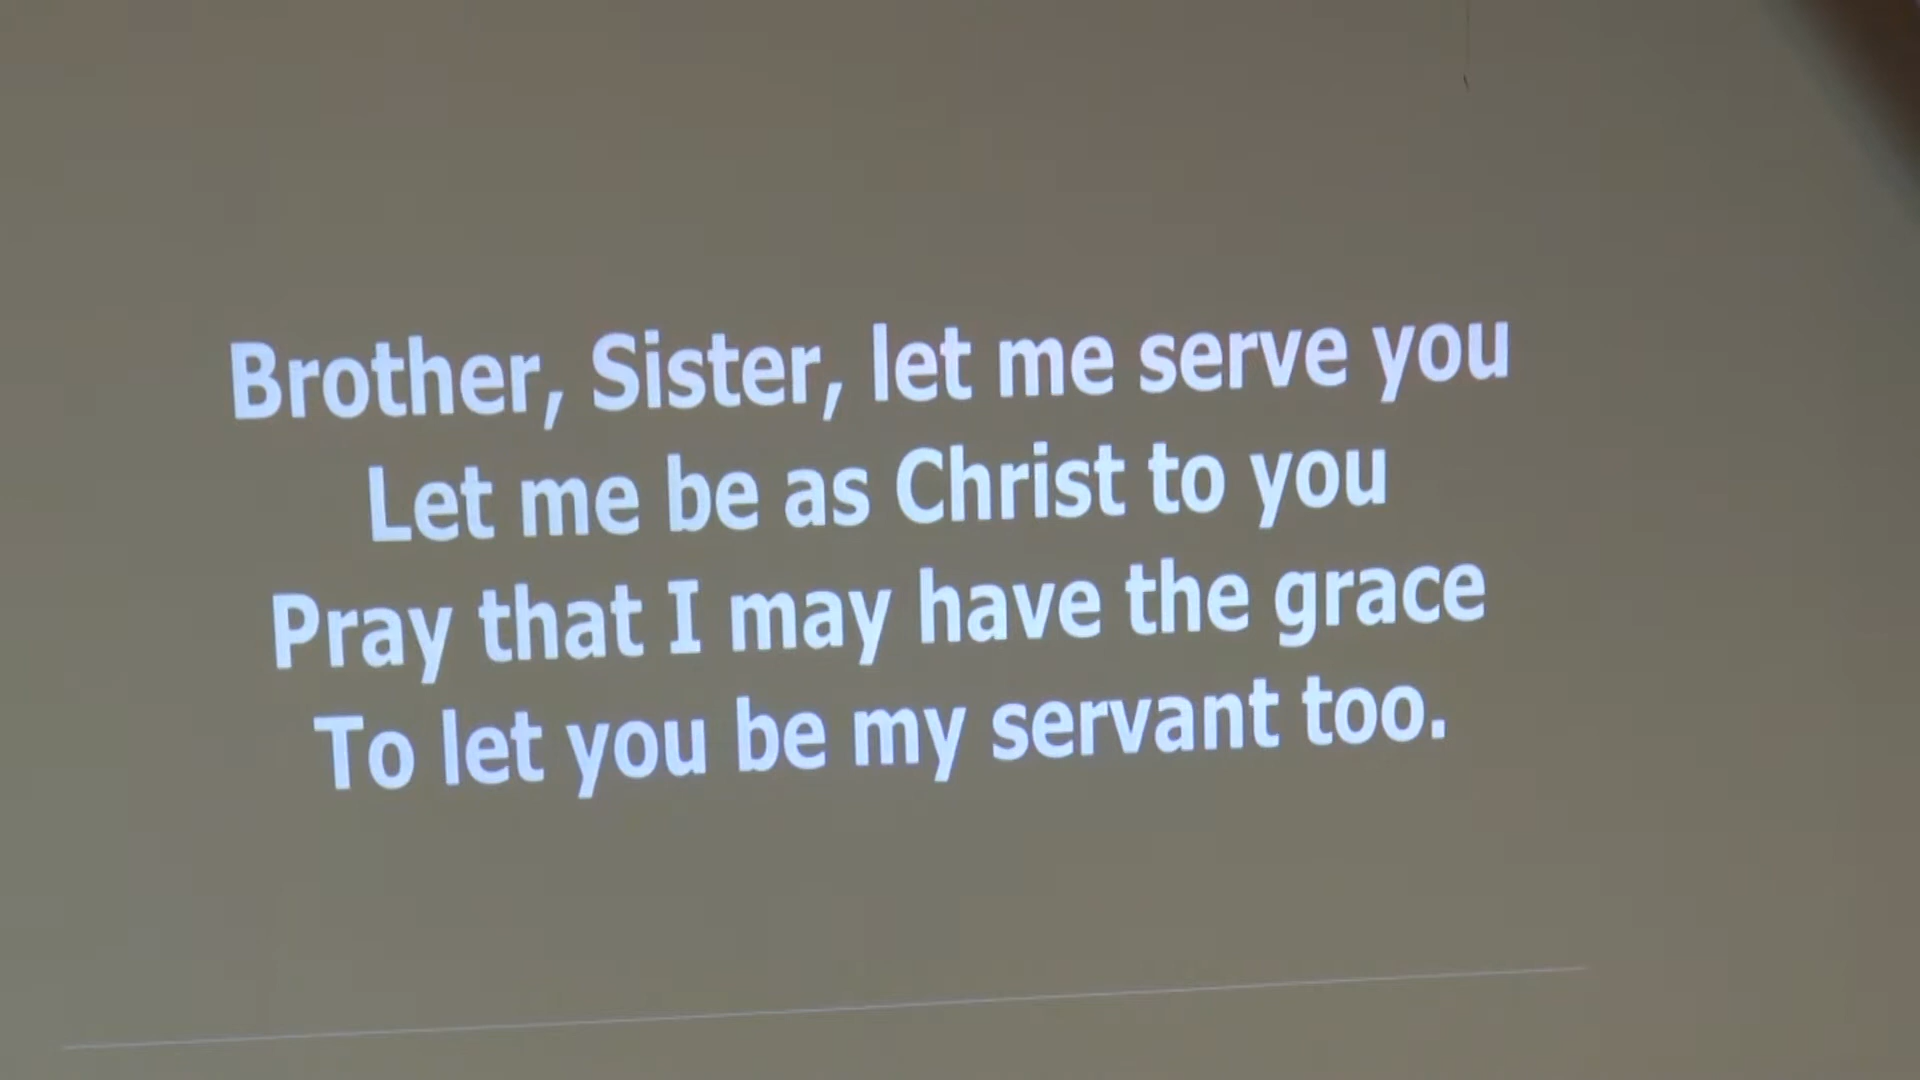 Brother, Sister, let me serve you
Let me be as Christ to you
Pray that I may have the grace
To let you be my servant too.